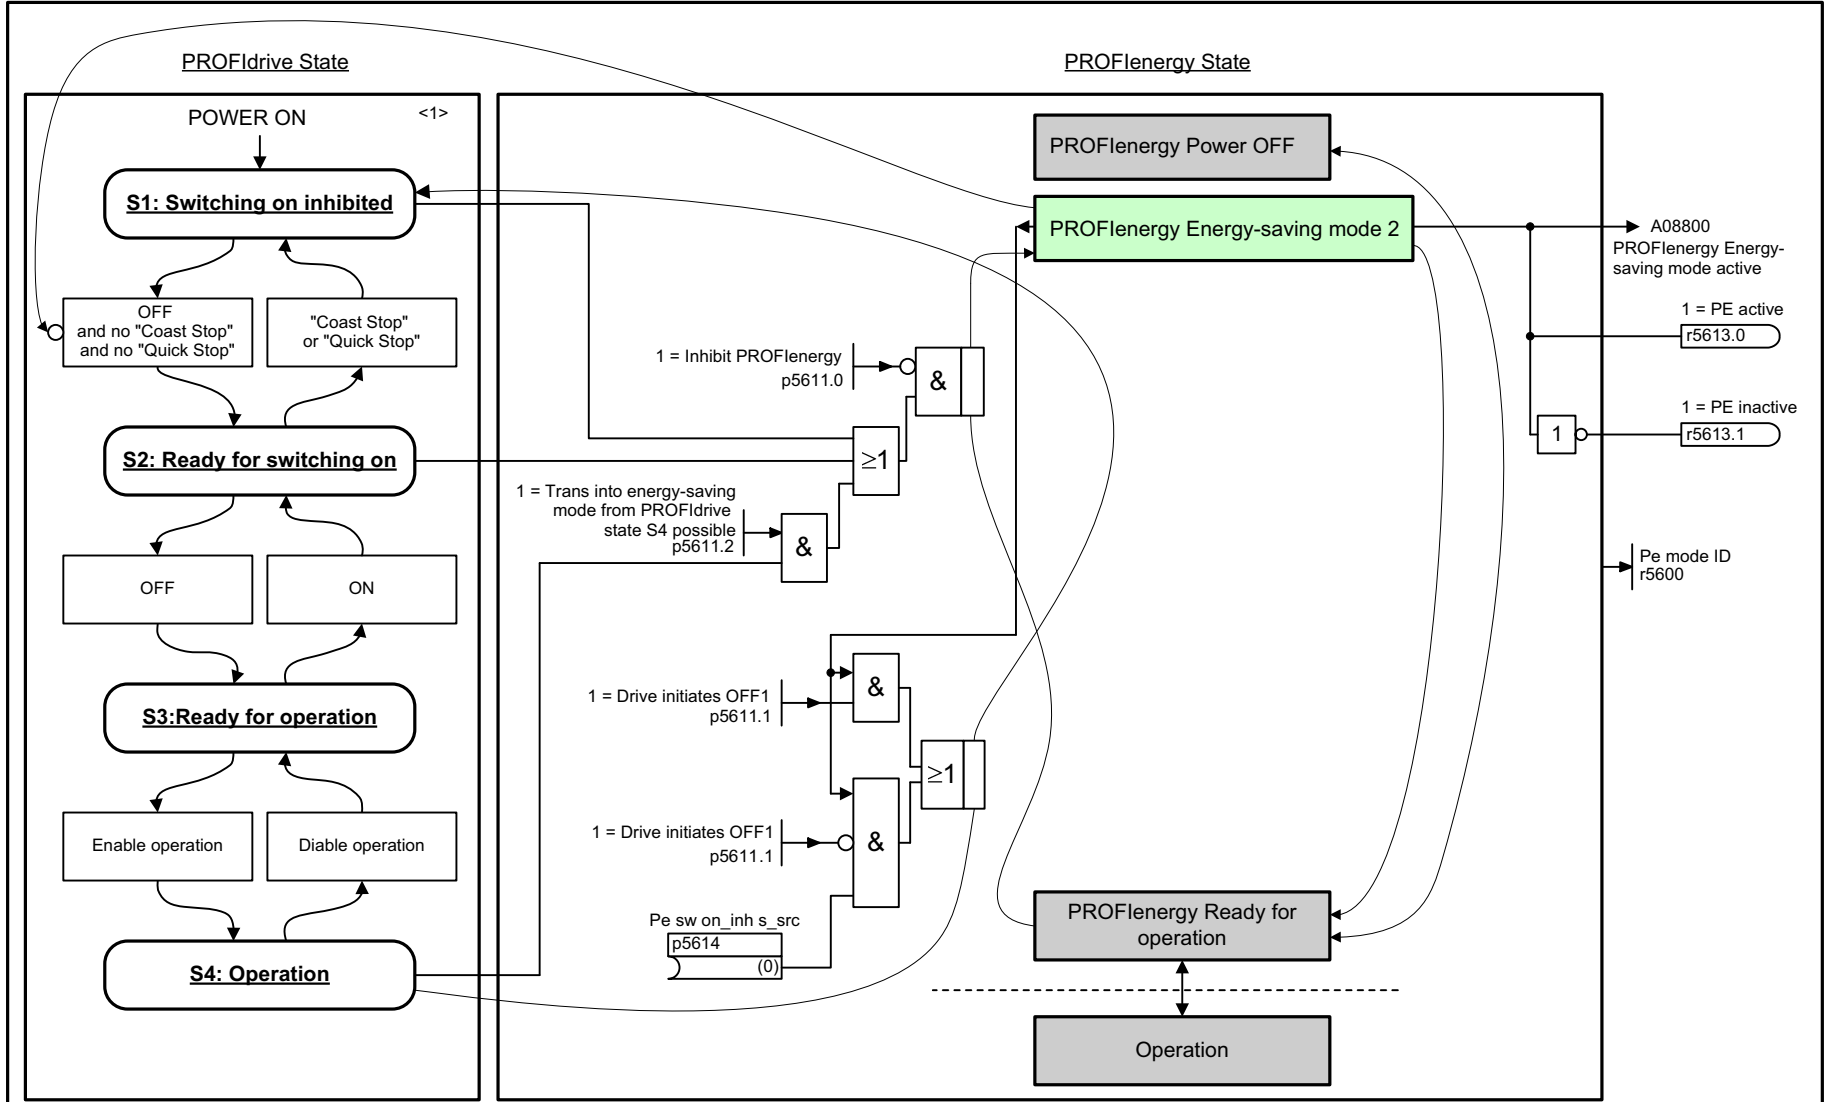 PROFIdrive State
PROFIenergy State
POWER ON
<1>
S1: Switching on inhibited
OFF
and no "Coast Stop"
and no "Quick Stop"
"Coast Stop"
or "Quick Stop"
S2: Ready for switching on
OFF
ON
S3:Ready for operation
Enable operation
Diable operation
S4: Operation
PROFIenergy Power OFF
PROFIenergy Energy-saving mode 2
A08800
PROFIenergy Energy-
saving mode active
1 = PE active
r5613.0
1 = PE inactive
1
r5613.1
1 = Inhibit PROFIenergy
p5611.0
&
≥1
1 = Trans into energy-saving
mode from PROFIdrive
state S4 possible
p5611.2
&
Pe mode ID
r5600
1 = Drive initiates OFF1
p5611.1
&
≥1
1 = Drive initiates OFF1
p5611.1
&
Pe sw on_inh s_src
p5614
(0)
PROFIenergy Ready for
operation
Operation